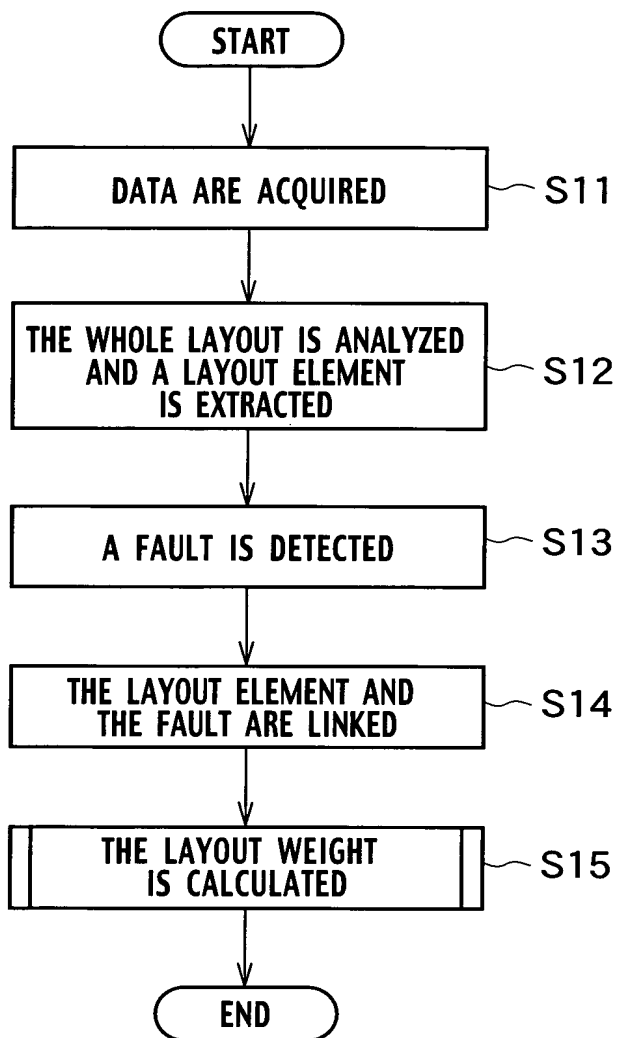 START
DATA ARE ACQUIRED
S11
THE WHOLE LAYOUT IS ANALYZED
AND A LAYOUT ELEMENT
IS EXTRACTED
S12
A FAULT IS DETECTED
S13
THE LAYOUT ELEMENT AND
THE FAULT ARE LINKED
S14
THE LAYOUT WEIGHT
IS CALCULATED
S15
END